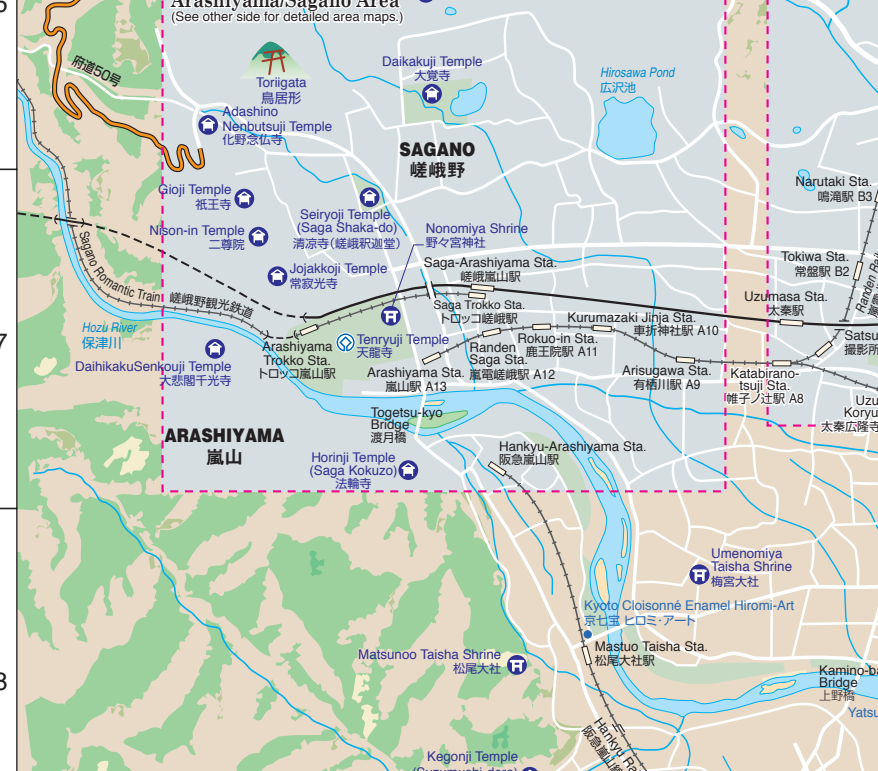 Arashiyama/Sagano Area
(See other side for detailed area maps.)
府道50号
Toriigata
鳥居形
Daikakuji Temple
大覚寺
Hirosawa Pond
広沢池
Adashino
Nenbutsuji Temple
化野念仏寺
SAGANO
嵯峨野
Gioji Temple
祇王寺
Narutaki Sta.
鳴滝駅 B3
Seiryoji Temple
(Saga Shaka-do)
清凉寺(嵯峨釈迦堂)
Nonomiya Shrine
野々宮神社
Nison-in Temple
二尊院
Saga-Arashiyama Sta.
嵯峨嵐山駅
Tokiwa Sta.
常盤駅 B2
Jojakkoji Temple
常寂光寺
Sagano Romantic Train 嵯峨野観光鉄道
Saga Trokko Sta.
トロッコ嵯峨駅
Uzumasa Sta.
太秦駅
Kurumazaki Jinja Sta.
車折神社駅 A10
Hozu River
保津川
Tenryuji Temple
天龍寺
Arashiyama
Trokko Sta.
トロッコ嵐山駅
Randen
Saga Sta.
嵐電嵯峨駅 A12
Rokuo-in Sta.
鹿王院駅 A11
撮影所
DaihikakuSenkouji Temple
大悲閣千光寺
Arashiyama Sta.
嵐山駅 A13
Arisugawa Sta.
有栖川駅 A9
Katabirano-
tsuji Sta.
帷子ノ辻駅 A8
太秦広隆寺
Togetsu-kyo
Bridge
渡月橋
ARASHIYAMA
嵐山
Hankyu-Arashiyama Sta.
阪急嵐山駅
Horinji Temple
(Saga Kokuzo)
法輪寺
Umenomiya
Taisha Shrine
梅宮大社
Kyoto Cloisonné Enamel Hiromi-Art
京七宝 ヒロミ・アート
Mastuo Taisha Sta.
松尾大社駅
Matsunoo Taisha Shrine
松尾大社
Bridge
上野橋
Kegonji Temple
7
8